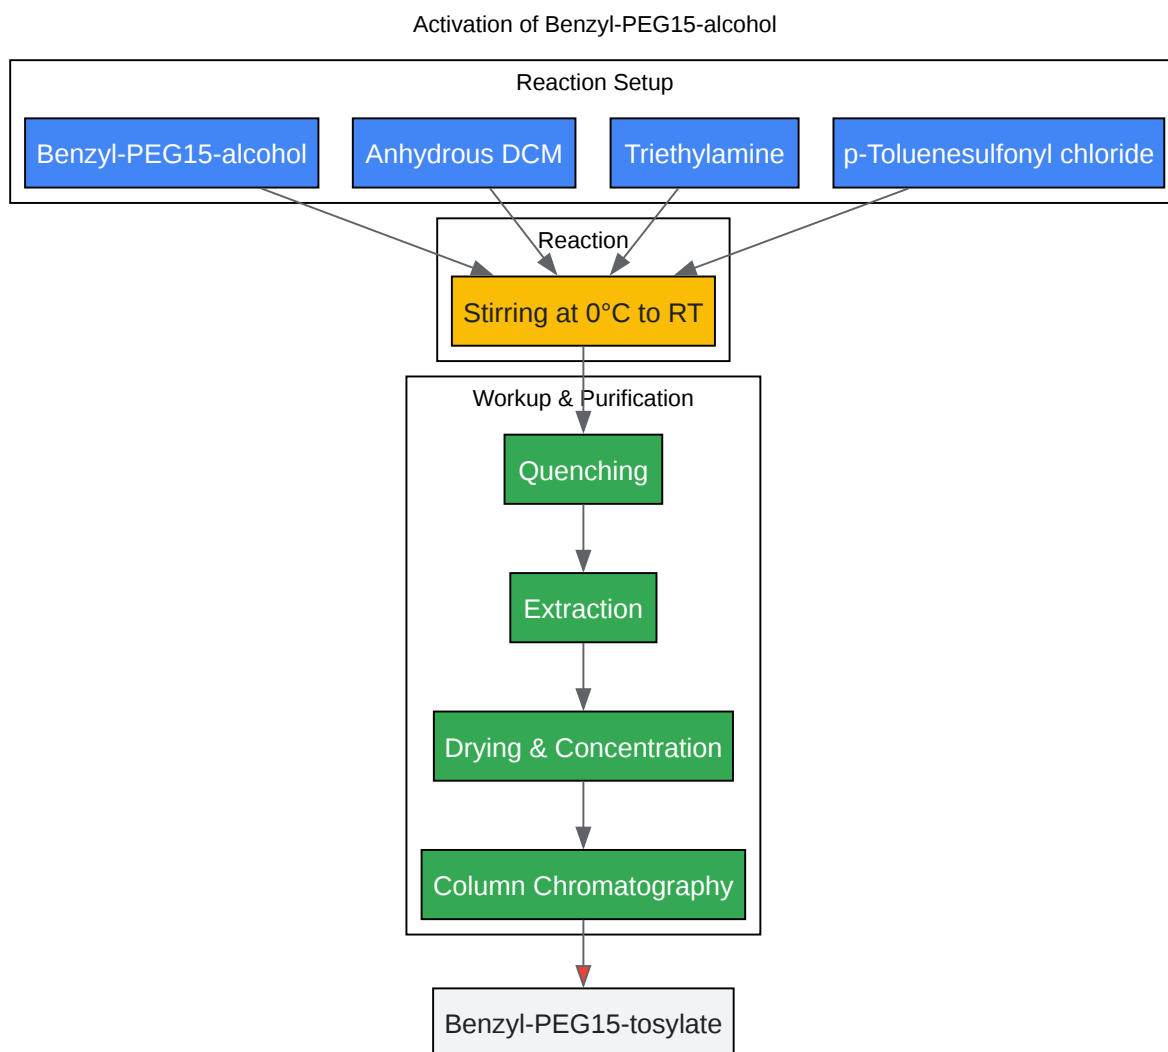 Activation of Benzyl-PEG15-alcohol
Reaction Setup
Benzyl-PEG15-alcohol
Anhydrous DCM
Triethylamine
p-Toluenesulfonyl chloride
Reaction
Stirring at 0°C to RT
Workup & Purification
Quenching
Extraction
Drying & Concentration
Column Chromatography
Benzyl-PEG15-tosylate